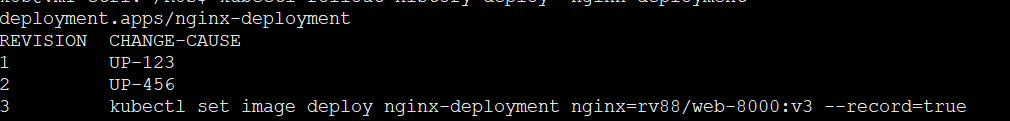 deployment.apps/nginx-deployment
REVISION  CHANGE-CAUSE
1         UP-123
2         UP-456
3         kubectl set image deploy nginx-deployment nginx=rv88/web-8000:v3 --record=true